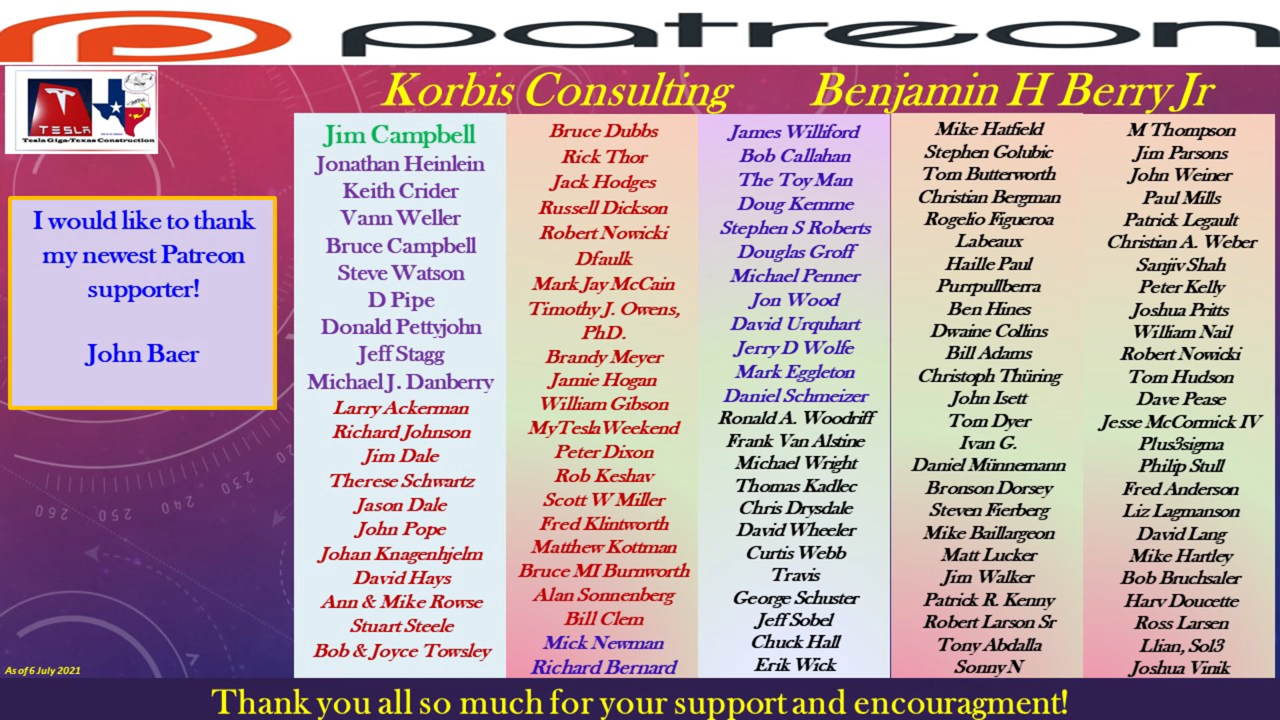 patreon
Korbis Consulting
Benjamin H Berry Jr
TESLA
Tesla Giga-Texas Construction
I would like to thank
my newest Patreon
supporter!
John Baer
As of 6 July 2021
Jim Campbell
Jonathan Heinlein
Keith Crider
Vann Weller
Bruce Campbell
Steve Watson
D Pipe
Donald Pettyjohn
Jeff Stagg
Michael J. Danberry
Larry Ackerman
Richard Johnson
Jim Dale
Therese Schwartz
Jason Dale
John Pope
Johan Knagenhjelm
David Hays
Ann & Mike Rowse
Stuart Steele
Bob & Joyce Towsley
Bruce Dubbs
Rick Thor
Jack Hodges
Russell Dickson
Robert Nowicki
Dfaulk
Mark Jay McCain
Timothy J. Owens,
PhD.
Brandy Meyer
Jamie Hogan
William Gibson
MyTeslaWeekend
Peter Dixon
Rob Keshav
Scott W Miller
Fred Klintworth
Matthew Kottman
Bruce MI Burnworth
Alan Sonnenberg
Bill Clem
Mick Newman
Richard Bernard
James Williford
Bob Callahan
The Toy Man
Doug Kemme
Stephen S Roberts
Douglas Groff
Michael Penner
Jon Wood
David Urquhart
Jerry D Wolfe
Mark Eggleton
Daniel Schmeizer
Ronald A. Woodriff
Frank Van Alstine
Michael Wright
Thomas Kadlec
Chris Drysdale
David Wheeler
Curtis Webb
Travis
George Schuster
Jeff Sobel
Chuck Hall
Erik Wick
Mike Hatfield
Stephen Golubic
Tom Butterworth
Christian Bergman
Rogelio Figueroa
Labeaux
Haille Paul
Purrpullberra
Ben Hines
Dwaine Collins
Bill Adams
Christoph Thüring
John Isett
Tom Dyer
Ivan G.
Daniel Münnemann
Bronson Dorsey
Steven Fierberg
Mike Baillargeon
Matt Lucker
Jim Walker
Patrick R. Kenny
Robert Larson Sr
Tony Abdalla
Sonny N
M Thompson
Jim Parsons
John Weiner
Paul Mills
Patrick Legault
Christian A. Weber
Sanjiv Shah
Peter Kelly
Joshua Pritts
William Nail
Robert Nowicki
Tom Hudson
Dave Pease
Jesse McCormick IV
Plus3sigma
Philip Stull
Fred Anderson
Liz Lagmanson
David Lang
Mike Hartley
Bob Bruchsaler
Harv Doucette
Ross Larsen
Llian, Sol3
Joshua Vinik
260 250 240 230
Thank you all so much for your support and encouragment!